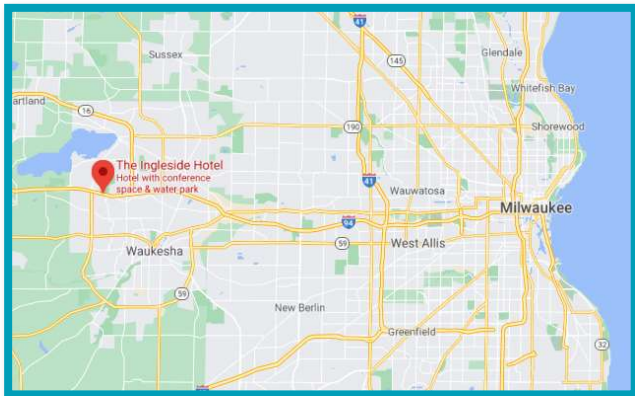 41
Sussex
Glendale
145
Whitefish Bay
artland
16
190
Shorewood
The Ingleside Hotel
Hotel with conference
space & water park
41
Wauwatosa
Milwaukee
94
59
West Allis
Waukesha
59
New Berlin
Greenfield
32